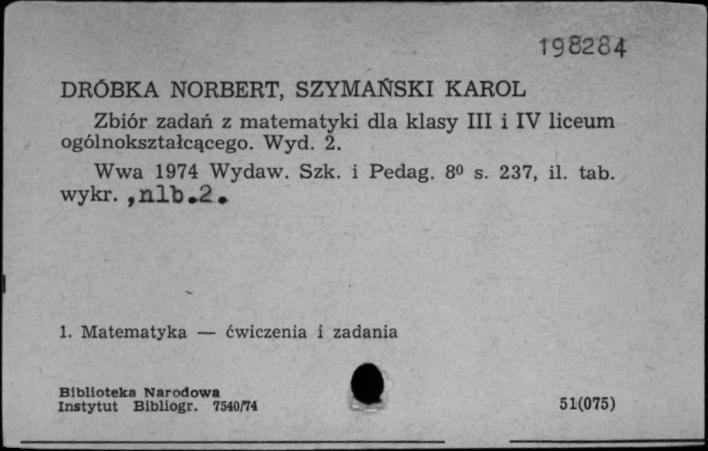 198284
DRÓBKA NORBERT, SZYMAŃSKI KAROL
Zbiór zadań z matematyki dla klasy III i IV liceum
ogólnokształcącego. Wyd. 2.
Wwa 1974 Wydaw. Szk. i Pedag. 8º s. 237, il. tab.
wykr. ,nlb.2.
1. Matematyka — ćwiczenia i zadania
Biblioteka Narodowa
Instytut Bibliogr. 7540/74
51(075)